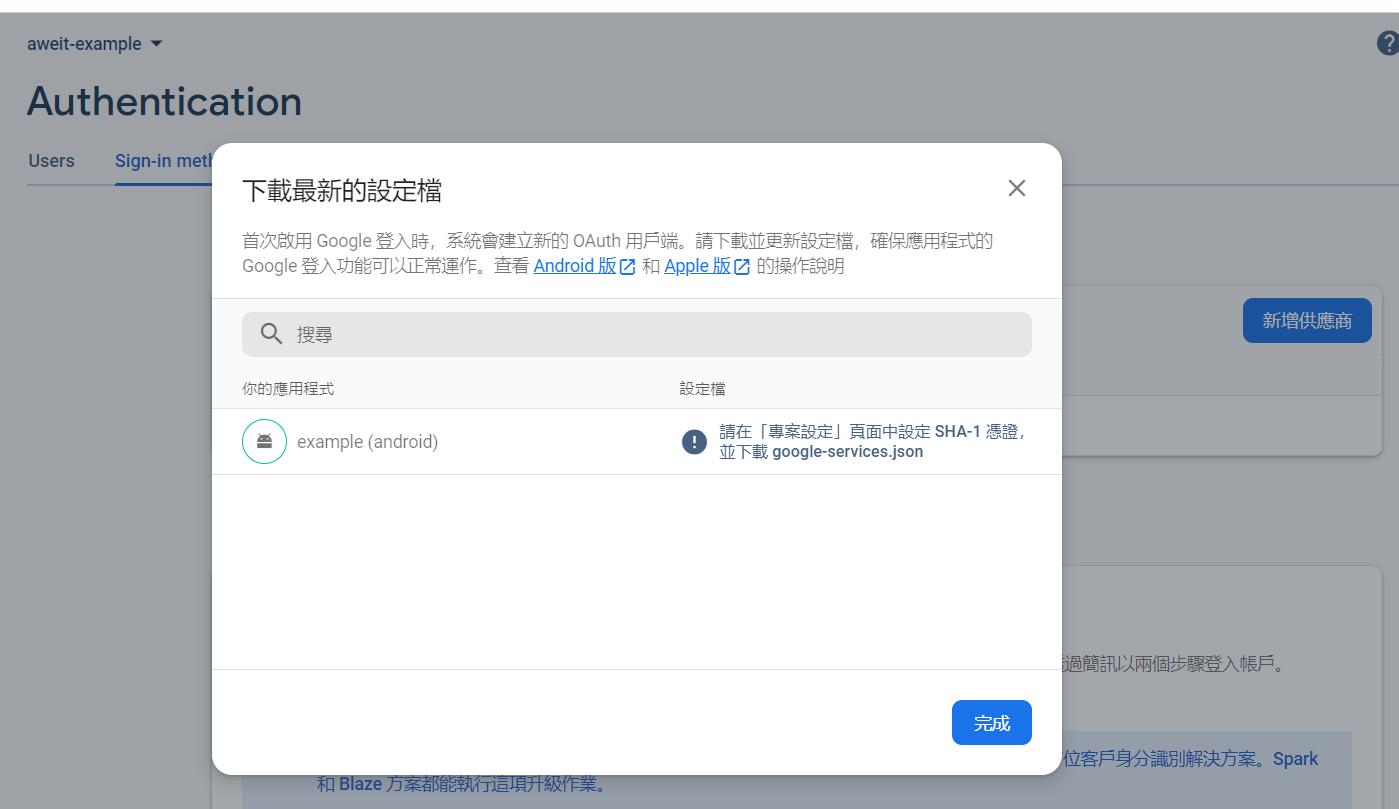 aweit-example
Authentication
Users
Sign-in meth
下載最新的設定檔
首次啟用 Google 登入時，系統會建立新的 OAuth 用戶端。請下載並更新設定檔，確保應用程式的
Google 登入功能可以正常運作。查看 Android 版 和 Apple 版 的操作說明
搜尋
新增供應商
你的應用程式
設定檔
example (android)
請在「專案設定」頁面中設定 SHA-1 憑證，
並下載 google-services.json
過簡訊以兩個步驟登入帳戶。
完成
位客戶身分識別解決方案。Spark
和 Blaze 方案都能執行這項升級作業。